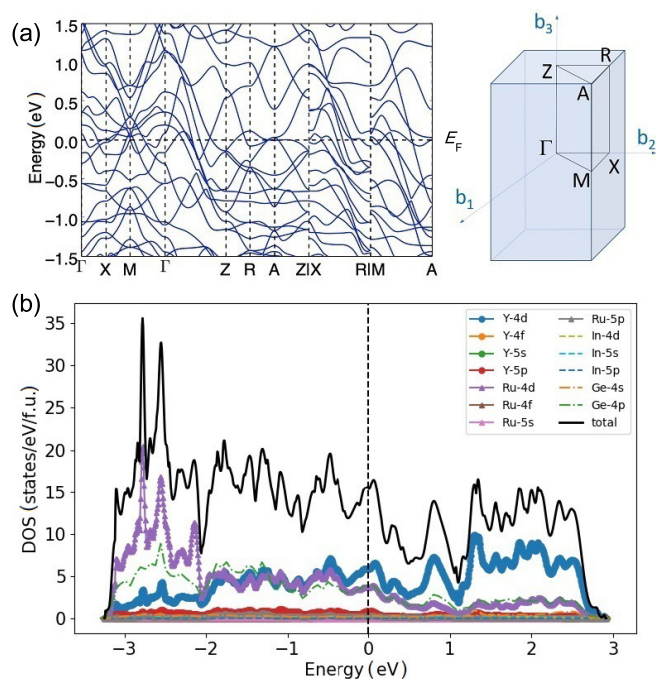 (a)
1.5
1.0
0.5
0.0
−0.5
−1.0
−1.5
Energy (eV)
Γ X M Γ Z R A Z|X R|M A
E_F
b₃
R
Z
A
Γ
b₂
M
X
b₁
(b)
35
30
25
20
15
10
5
0
DOS (states/eV/f.u.)
Y-4d
Y-4f
Y-5s
Y-5p
Ru-4d
Ru-4f
Ru-5s
Ru-5p
In-4d
In-5s
In-5p
Ge-4s
Ge-4p
total
−3 −2 −1 0 1 2 3
Energy (eV)